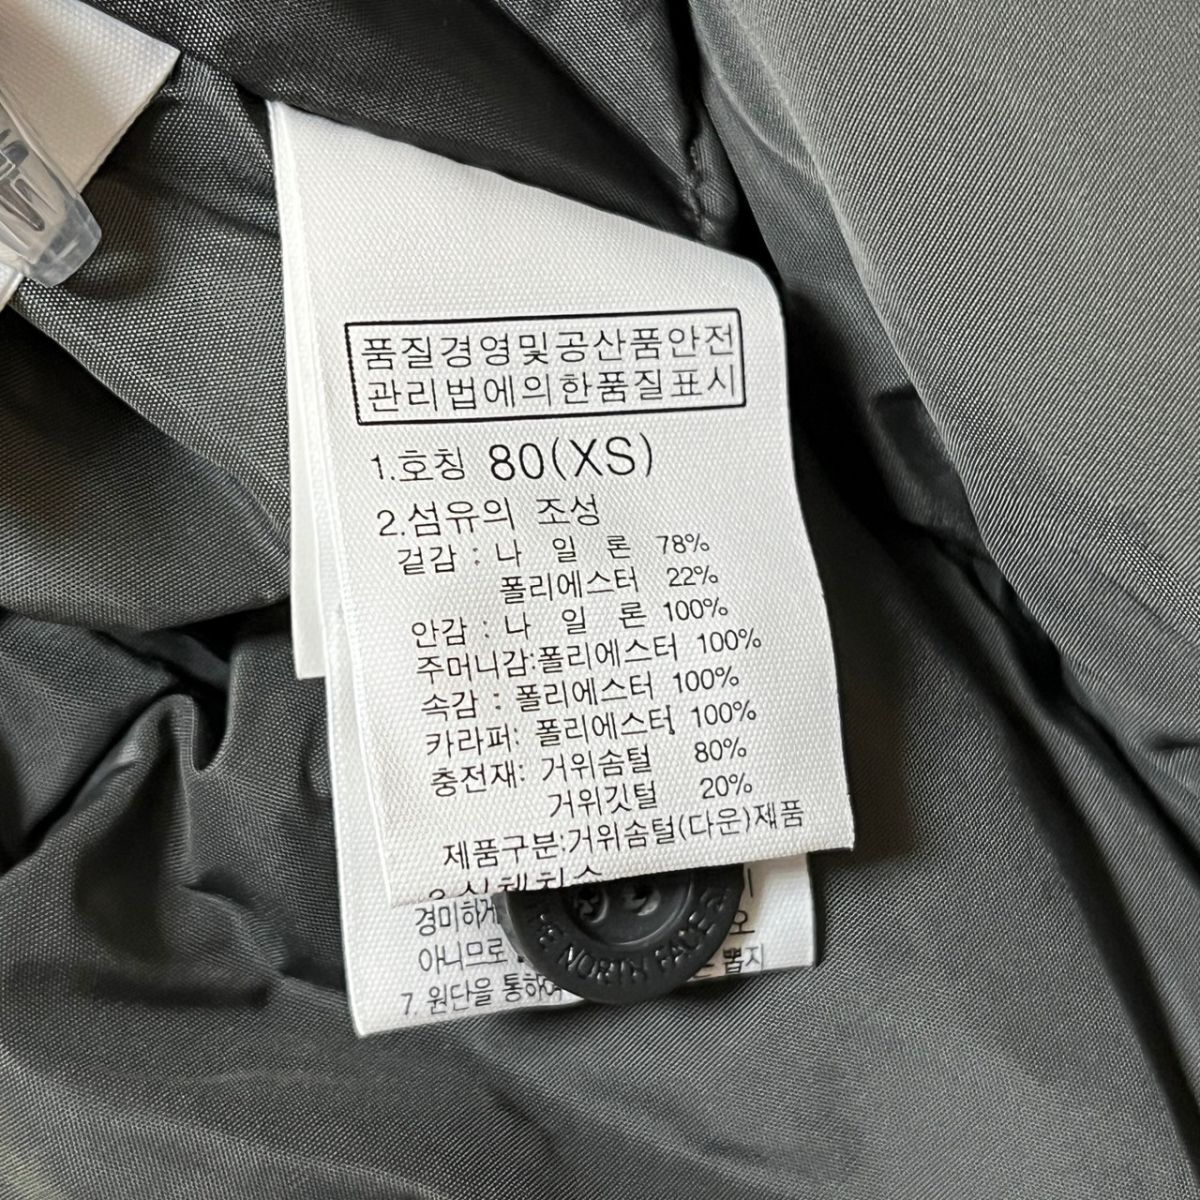 품질경영및공산품안전
관리법에의한품질표시
1.호칭 80(XS)
2.섬유의 조성
겉감 : 나 일 론 78%
폴리에스터 22%
안감 : 나 일 론 100%
주머니감:폴리에스터 100%
속감 : 폴리에스터 100%
카라퍼: 폴리에스터 100%
충전재: 거위솜털 80%
거위깃털 20%
제품구분:거위솜털(다운)제품
경미하게
아니므로
뽑지
7. 원단을 통하여
THE NORTH FACE